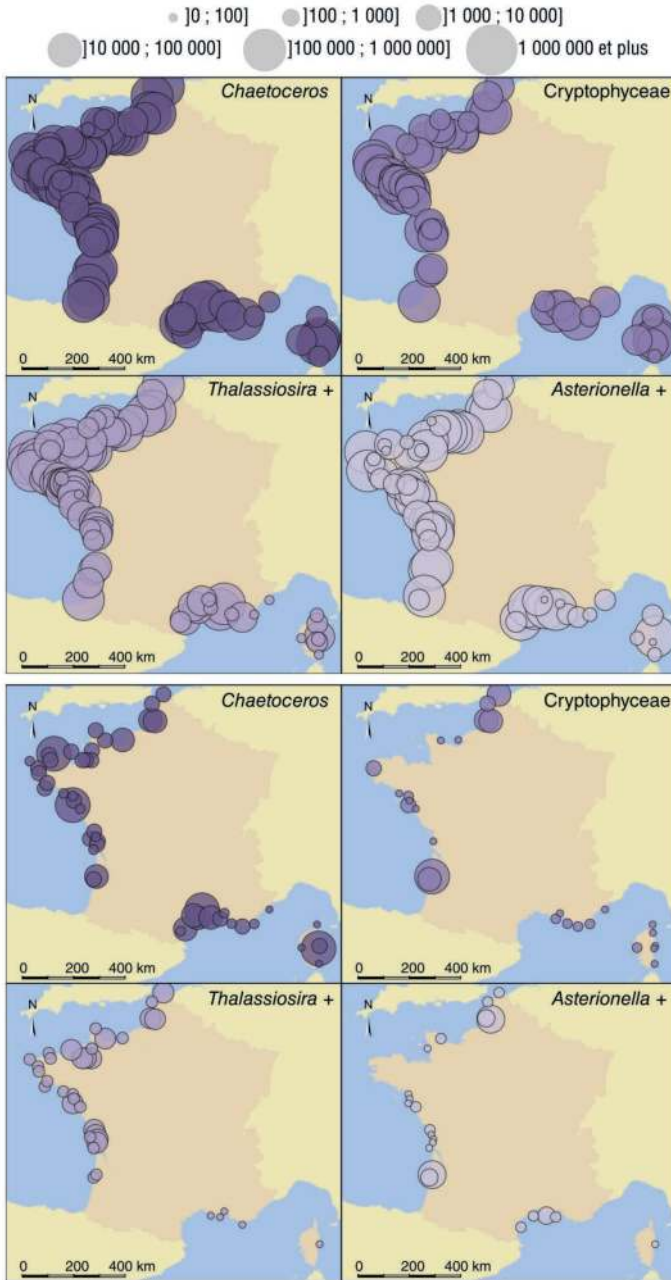 ]0 ; 100] ]100 ; 1 000] ]1 000 ; 10 000]
]10 000 ; 100 000] ]100 000 ; 1 000 000] 1 000 000 et plus
N Chaetoceros
0 200 400 km
N Cryptophyceae
0 200 400 km
N Thalassiosira +
0 200 400 km
N Asterionella +
0 200 400 km
N Chaetoceros
0 200 400 km
N Cryptophyceae
0 200 400 km
N Thalassiosira +
0 200 400 km
N Asterionella +
0 200 400 km